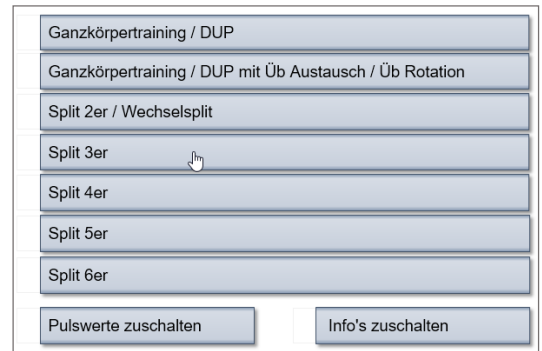 Ganzkörpertraining / DUP
Ganzkörpertraining / DUP mit Üb Austausch / Üb Rotation
Split 2er / Wechselsplit
Split 3er
Split 4er
Split 5er
Split 6er
Pulswerte zuschalten
Info's zuschalten